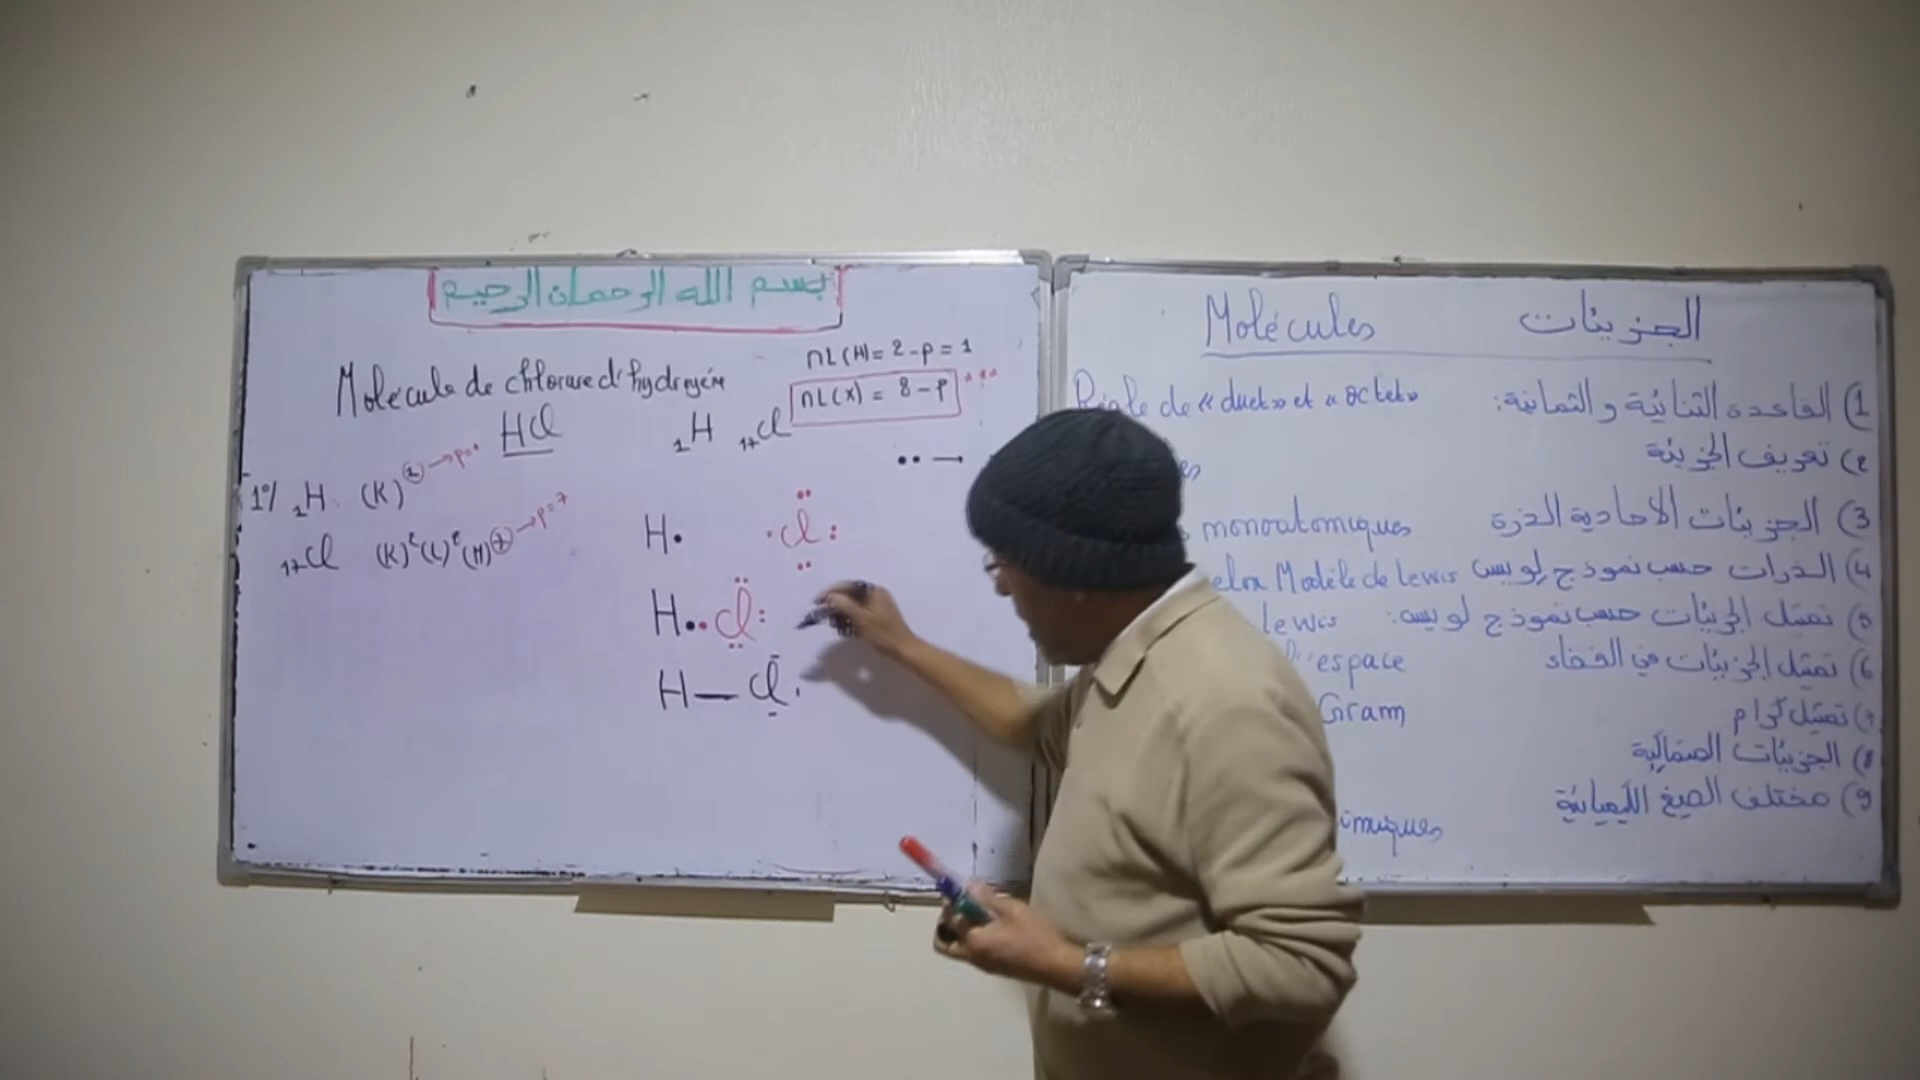 بسم الله الرحمان الرحيم
Molécule de chlorure d'hydrogène
nL(H) = 2 - p = 1
nL(X) = 8 - p ***
HCl
₁H ₁₇Cl
1°/ ₁H (K)¹ → p=
₁₇Cl (K)²(L)⁸(M)⁷ → p=7
•• —
H• •Cl:
H••Cl:
H — Cl
Molécules الجزيئات
Règle de «duet» et «octet» 1) القاعدة الثنائية و الثمانية:
2) تعريف الجزيئة
monoatomiques 3) الجزيئات الأحادية الذرة
selon Modèle de Lewis 4) الذرات حسب نموذج لويس
Lewis 5) تمثيل الجزيئات حسب نموذج لويس:
l'espace 6) تمثيل الجزيئات في الفضاء
Cram 7) تمثيل كرام
8) الجزيئات
imiques 9) مختلف الصيغ الكيميائية